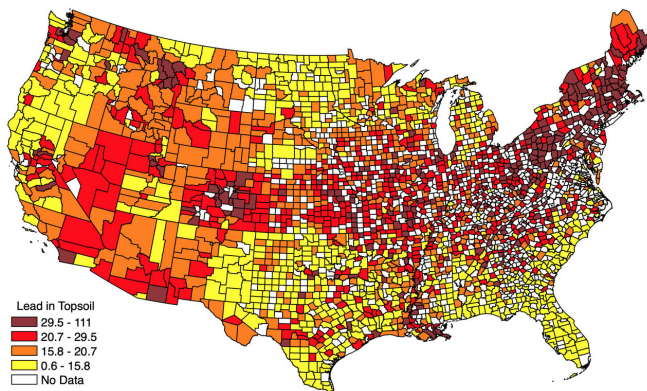 Lead in Topsoil
29.5 - 111
20.7 - 29.5
15.8 - 20.7
0.6 - 15.8
No Data